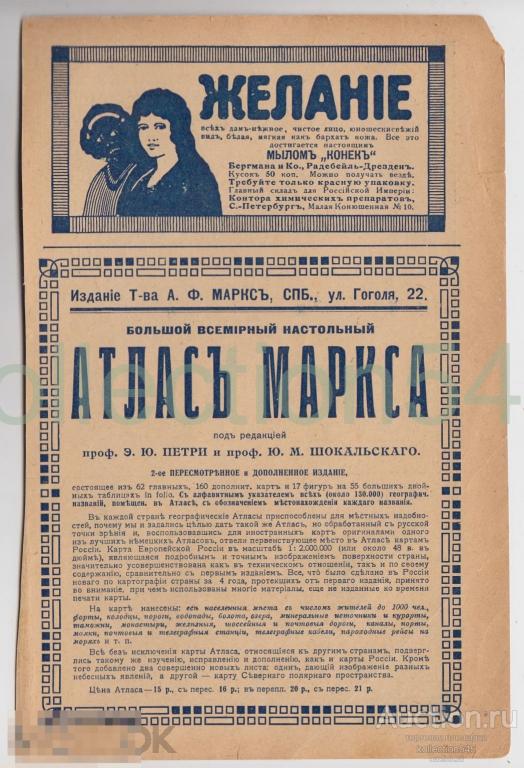 ЖЕЛАНІЕ
всѣхъ дамъ-нѣжное, чистое лицо, юношескисвѣжій
видъ, бѣлая, мягкая какъ бархатъ кожа. Все это
достигается настоящимъ
МЫЛОМЪ „КОНЕКЪ“
Бергмана и Ко., Радебейль-Дрезденъ.
Кусокъ 50 коп. Можно получать вездѣ.
Требуйте только красную упаковку.
Главный складъ для Россійской Имперіи:
Контора химическихъ препаратовъ,
С.-Петербургъ, Малая Конюшенная № 10.
Изданіе Т-ва А. Ф. МАРКСЪ, СПБ., ул. Гоголя, 22.
БОЛЬШОЙ ВСЕМІРНЫЙ НАСТОЛЬНЫЙ
АТЛАСЪ МАРКСА
подъ редакціей
проф. Э. Ю. ПЕТРИ и проф. Ю. М. ШОКАЛЬСКАГО.
2-ое ПЕРЕСМОТРѢННОЕ и ДОПОЛНЕННОЕ ИЗДАНІЕ,
состоящее изъ 62 главныхъ, 160 дополнит. картъ и 17 фигуръ на 55 большихъ двой-
ныхъ таблицахъ in folio. Съ алфавитнымъ указателемъ всѣхъ (около 130.000) географич.
названій, помѣщен. въ Атласѣ, съ обозначеніемъ мѣстонахожденія каждаго названія.
Въ каждой странѣ географическіе Атласы приспособлены для мѣстныхъ надобно-
стей, почему мы и задались цѣлью дать такой же Атласъ, но обработанный съ русской
точки зрѣнія и, воспользовавшись для иностранныхъ картъ оригиналами одного
изъ лучшихъ нѣмецкихъ Атласовъ, отвели первенствующее мѣсто въ Атласѣ картамъ
Россіи. Карта Европейской Россіи въ масштабѣ 1:2.000.000 (или около 48 в. въ
дюймѣ), являющаяся подробнымъ и точнымъ изображеніемъ поверхности страны,
значительно усовершенствована какъ въ техническомъ отношеніи, такъ и по своему
содержанію, сравнительно съ первымъ изданіемъ. Все, что было сдѣлано въ Россіи
новаго по картографіи страны за 4 года, протекшихъ отъ перваго изданія, принято
во вниманіе, при чемъ использованы многіе матеріалы, еще не изданные ко времени
печати карты.
На картѣ нанесены: всѣ населенныя мѣста съ числомъ жителей до 1000 чел.,
форты, колодцы, пороги, водопады, болота, озера, минеральные источники и курорты,
таможни, монастыри, желѣзныя, шоссейныя и почтовыя дороги, каналы, порты,
маяки, почтовыя и телеграфныя станціи, телеграфные кабели, пароходные рейсы на
моряхъ и т. п.
Всѣ безъ исключенія карты Атласа, относящіяся къ другимъ странамъ, подверг-
лись такому же изученію, исправленію и дополненію, какъ и карты Россіи. Кромѣ
того добавлено два совершенно новыхъ листа: одинъ, дающій изображеніе разныхъ
небесныхъ явленій, а другой — карту Сѣвернаго полярнаго пространства.
Цѣна Атласа—15 р., съ перес. 16 р.; въ перепл. 20 р., съ перес. 21 р.
collection545
Аукцион.ru
торговая площадка
collection545